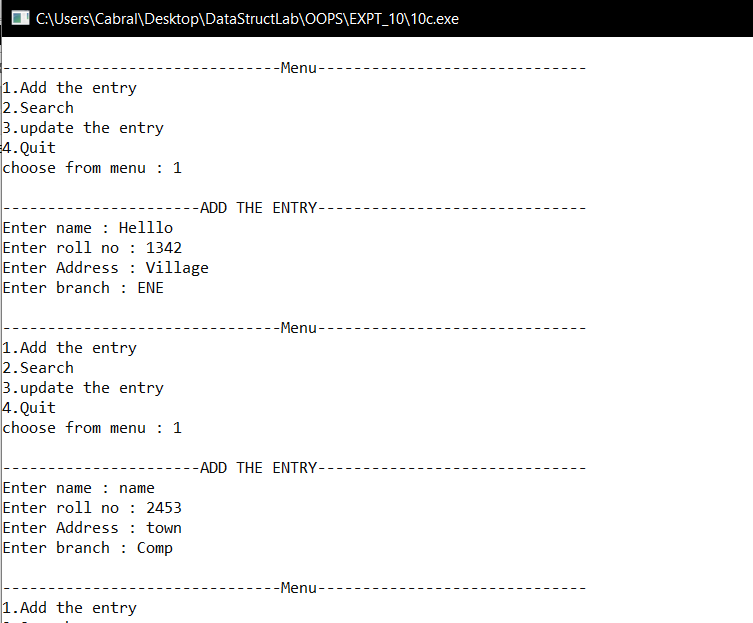 C:\Users\Cabral\Desktop\DataStructLab\OOPS\EXPT_10\10c.exe
-------------------------------Menu------------------------------
1.Add the entry
2.Search
3.update the entry
4.Quit
choose from menu : 1
----------------------ADD THE ENTRY------------------------------
Enter name : Helllo
Enter roll no : 1342
Enter Address : Village
Enter branch : ENE
-------------------------------Menu------------------------------
1.Add the entry
2.Search
3.update the entry
4.Quit
choose from menu : 1
----------------------ADD THE ENTRY------------------------------
Enter name : name
Enter roll no : 2453
Enter Address : town
Enter branch : Comp
-------------------------------Menu------------------------------
1.Add the entry